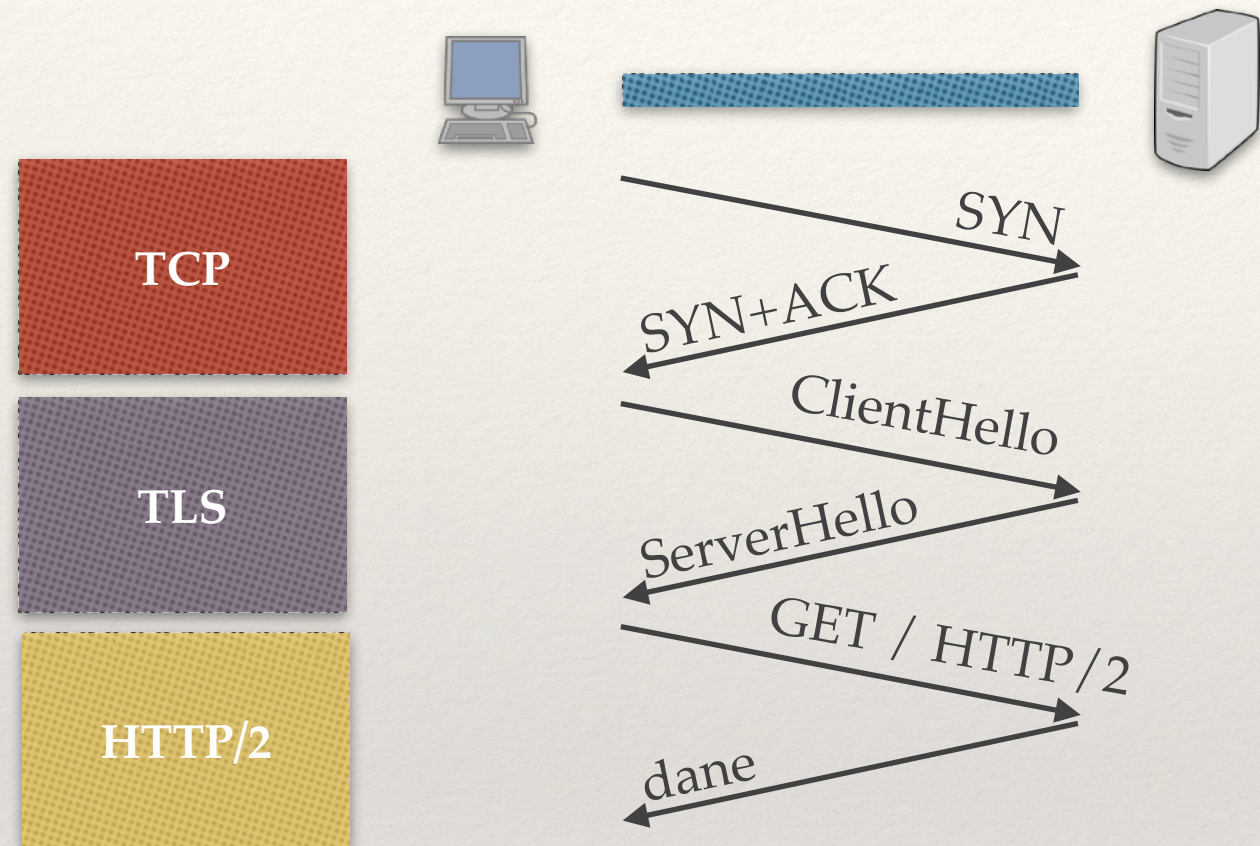 SYN
TCP
SYN+ACK
ClientHello
TLS
ServerHello
GET / HTTP/2
HTTP/2
dane